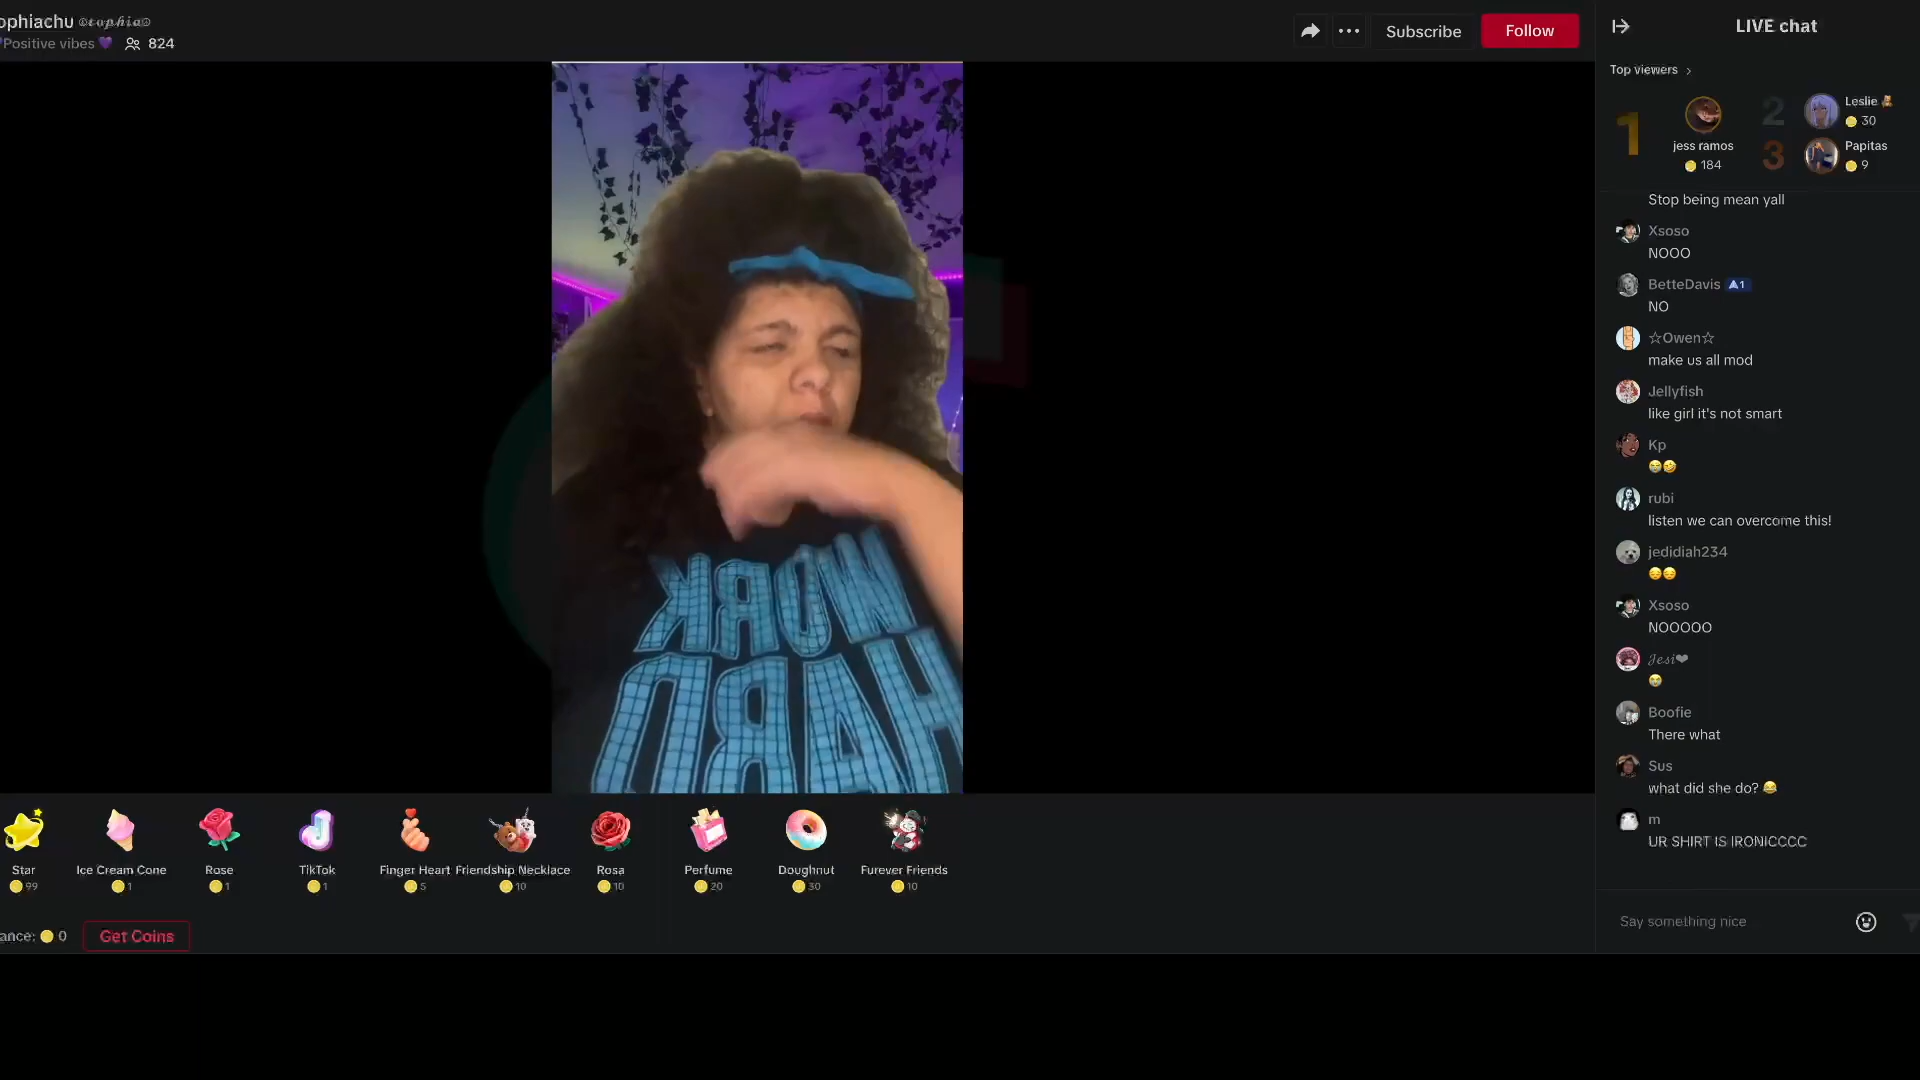 ophiachu @tophia@
Positive vibes 💜 824
Subscribe
Follow
LIVE chat
Top viewers >
1
jess ramos
184
2
Leslie 🧸
30
3
Papitas
9
Stop being mean yall
Xsoso
NOOO
BetteDavis 1
NO
☆Owen☆
make us all mod
Jellyfish
like girl it's not smart
Kp
😭🤣
rubi
listen we can overcome this!
jedidiah234
😔😔
Xsoso
NOOOOO
𝒥𝑒𝓈𝒾❤
😭
Boofie
There what
Sus
what did she do? 😂
m
UR SHIRT IS IRONICCCC
Say something nice
WORK
HARD
Star
99
Ice Cream Cone
1
Rose
1
TikTok
1
Finger Heart
5
Friendship Necklace
10
Rosa
10
Perfume
20
Doughnut
30
Furever Friends
10
ance: 0
Get Coins